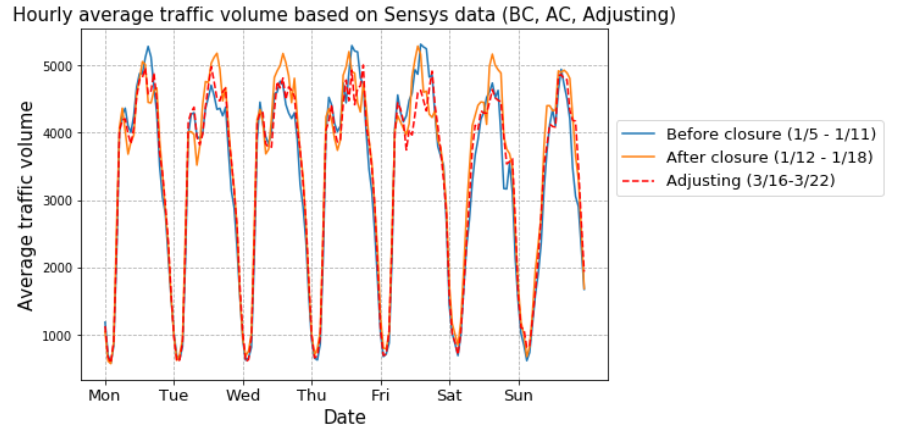 Hourly average traffic volume based on Sensys data (BC, AC, Adjusting)
Average traffic volume
5000
4000
3000
2000
1000
Mon Tue Wed Thu Fri Sat Sun
Date
Before closure (1/5 - 1/11)
After closure (1/12 - 1/18)
Adjusting (3/16-3/22)